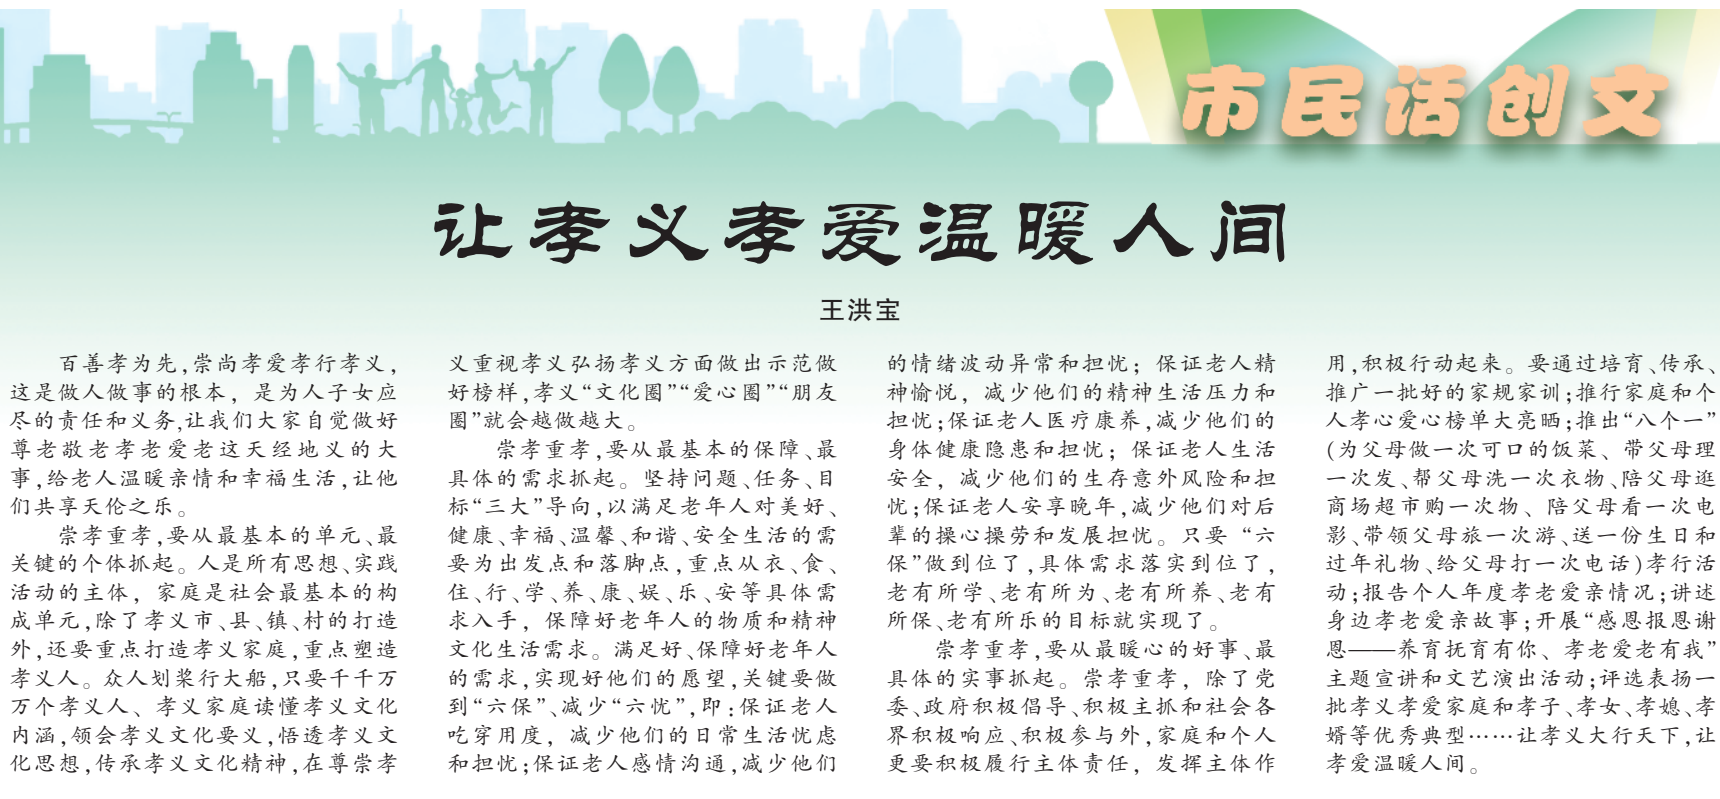 市民话创文
让孝义孝爱温暖人间
王洪宝
百善孝为先,崇尚孝爱孝行孝义,
这是做人做事的根本，是为人子女应
尽的责任和义务,让我们大家自觉做好
尊老敬老孝老爱老这天经地义的大
事,给老人温暖亲情和幸福生活,让他
们共享天伦之乐。
崇孝重孝,要从最基本的单元、最
关键的个体抓起。人是所有思想、实践
活动的主体，家庭是社会最基本的构
成单元,除了孝义市、县、镇、村的打造
外,还要重点打造孝义家庭,重点塑造
孝义人。众人划桨行大船,只要千千万
万个孝义人、孝义家庭读懂孝义文化
内涵,领会孝义文化要义,悟透孝义文
化思想,传承孝义文化精神,在尊崇孝
义重视孝义弘扬孝义方面做出示范做
好榜样,孝义“文化圈”“爱心圈”“朋友
圈”就会越做越大。
崇孝重孝,要从最基本的保障、最
具体的需求抓起。坚持问题、任务、目
标“三大”导向,以满足老年人对美好、
健康、幸福、温馨、和谐、安全生活的需
要为出发点和落脚点,重点从衣、食、
住、行、学、养、康、娱、乐、安等具体需
求入手，保障好老年人的物质和精神
文化生活需求。满足好、保障好老年人
的需求,实现好他们的愿望,关键要做
到“六保”、减少“六忧”,即:保证老人
吃穿用度，减少他们的日常生活忧虑
和担忧;保证老人感情沟通,减少他们
的情绪波动异常和担忧；保证老人精
神愉悦，减少他们的精神生活压力和
担忧;保证老人医疗康养,减少他们的
身体健康隐患和担忧；保证老人生活
安全，减少他们的生存意外风险和担
忧;保证老人安享晚年,减少他们对后
辈的操心操劳和发展担忧。只要“六
保”做到位了,具体需求落实到位了,
老有所学、老有所为、老有所养、老有
所保、老有所乐的目标就实现了。
崇孝重孝,要从最暖心的好事、最
具体的实事抓起。崇孝重孝，除了党
委、政府积极倡导、积极主抓和社会各
界积极响应、积极参与外,家庭和个人
更要积极履行主体责任，发挥主体作
用,积极行动起来。要通过培育、传承、
推广一批好的家规家训;推行家庭和个
人孝心爱心榜单大亮晒;推出“八个一”
(为父母做一次可口的饭菜、带父母理
一次发、帮父母洗一次衣物、陪父母逛
商场超市购一次物、陪父母看一次电
影、带领父母旅一次游、送一份生日和
过年礼物、给父母打一次电话)孝行活
动;报告个人年度孝老爱亲情况;讲述
身边孝老爱亲故事;开展“感恩报恩谢
恩——养育抚育有你、孝老爱老有我”
主题宣讲和文艺演出活动;评选表扬一
批孝义孝爱家庭和孝子、孝女、孝媳、孝
婿等优秀典型……让孝义大行天下,让
孝爱温暖人间。